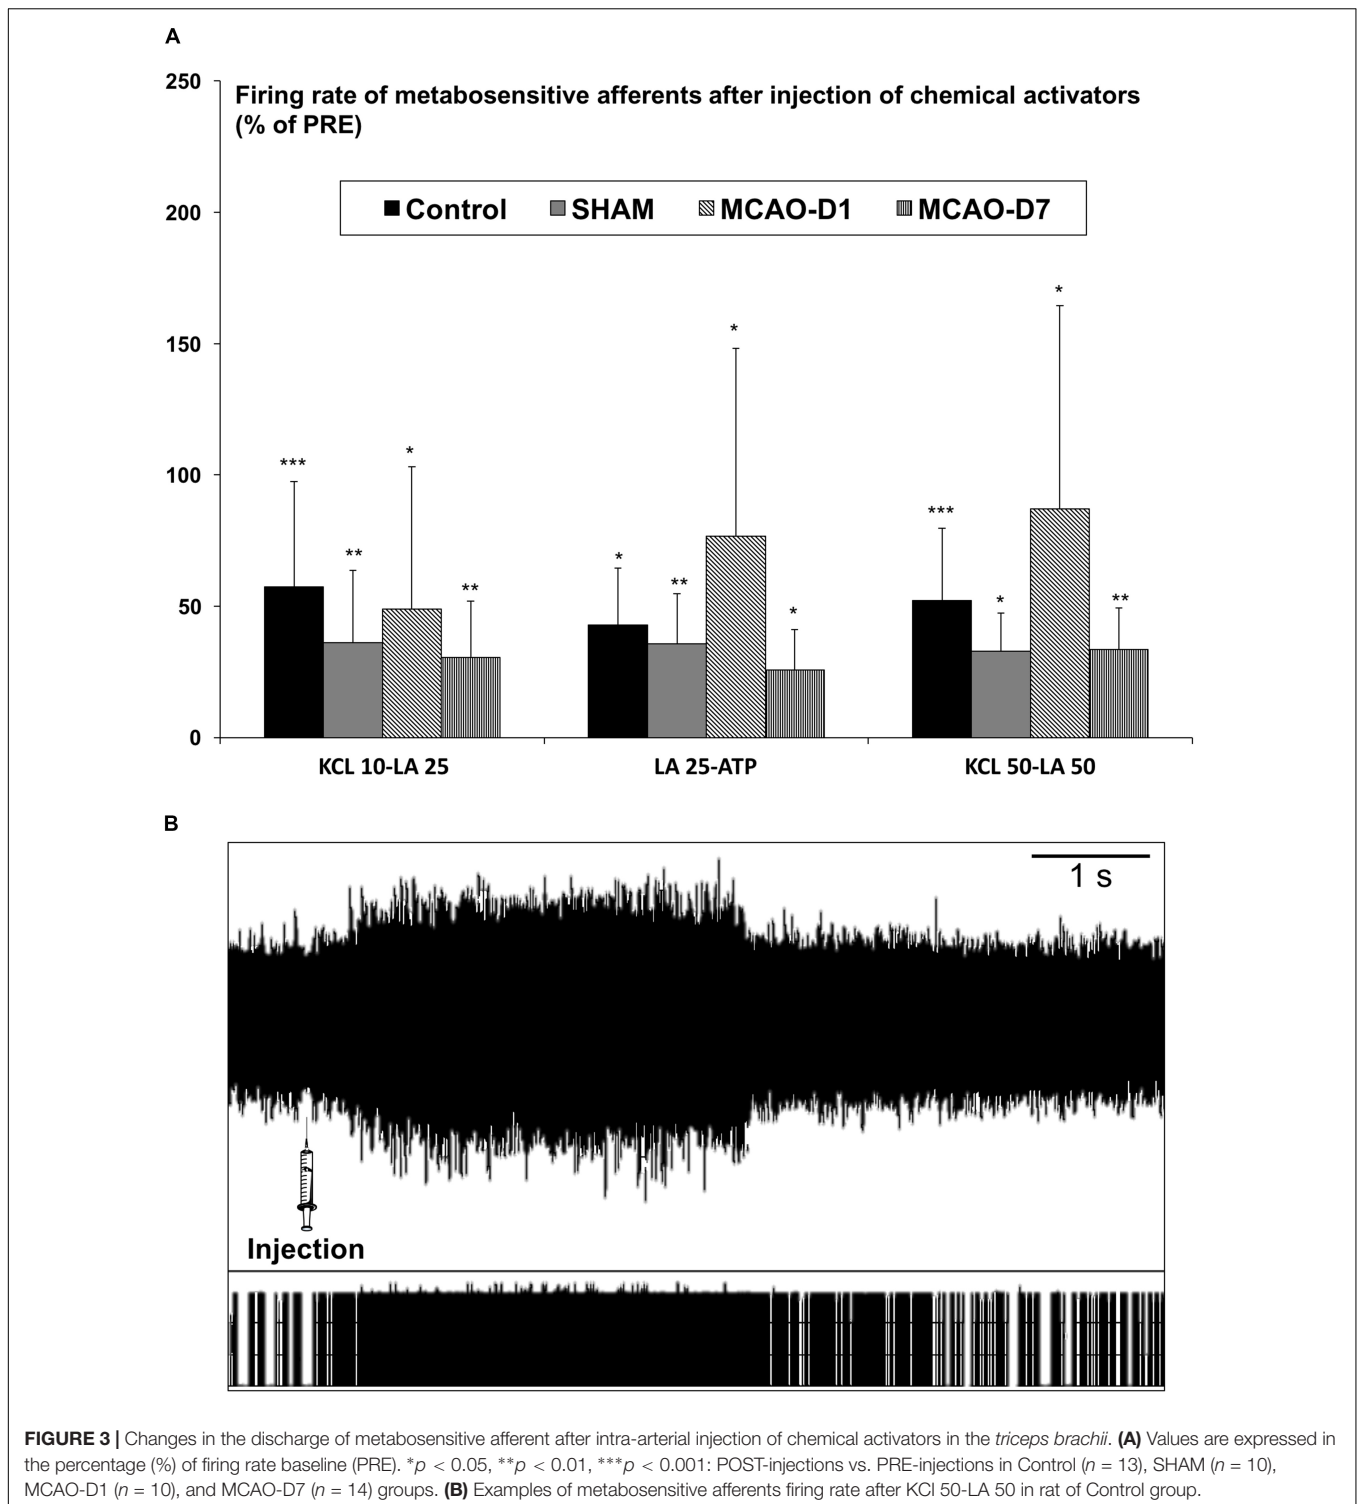 A
250
Firing rate of metabosensitive afferents after injection of chemical activators
(% of PRE)
200
Control SHAM MCAO-D1 MCAO-D7
150
100
50
0
*** ** * **
* ** * *
*** * * **
KCL 10-LA 25 LA 25-ATP KCL 50-LA 50
B
1 s
Injection
FIGURE 3 | Changes in the discharge of metabosensitive afferent after intra-arterial injection of chemical activators in the triceps brachii. (A) Values are expressed in
the percentage (%) of firing rate baseline (PRE). *p < 0.05, **p < 0.01, ***p < 0.001: POST-injections vs. PRE-injections in Control (n = 13), SHAM (n = 10),
MCAO-D1 (n = 10), and MCAO-D7 (n = 14) groups. (B) Examples of metabosensitive afferents firing rate after KCl 50-LA 50 in rat of Control group.